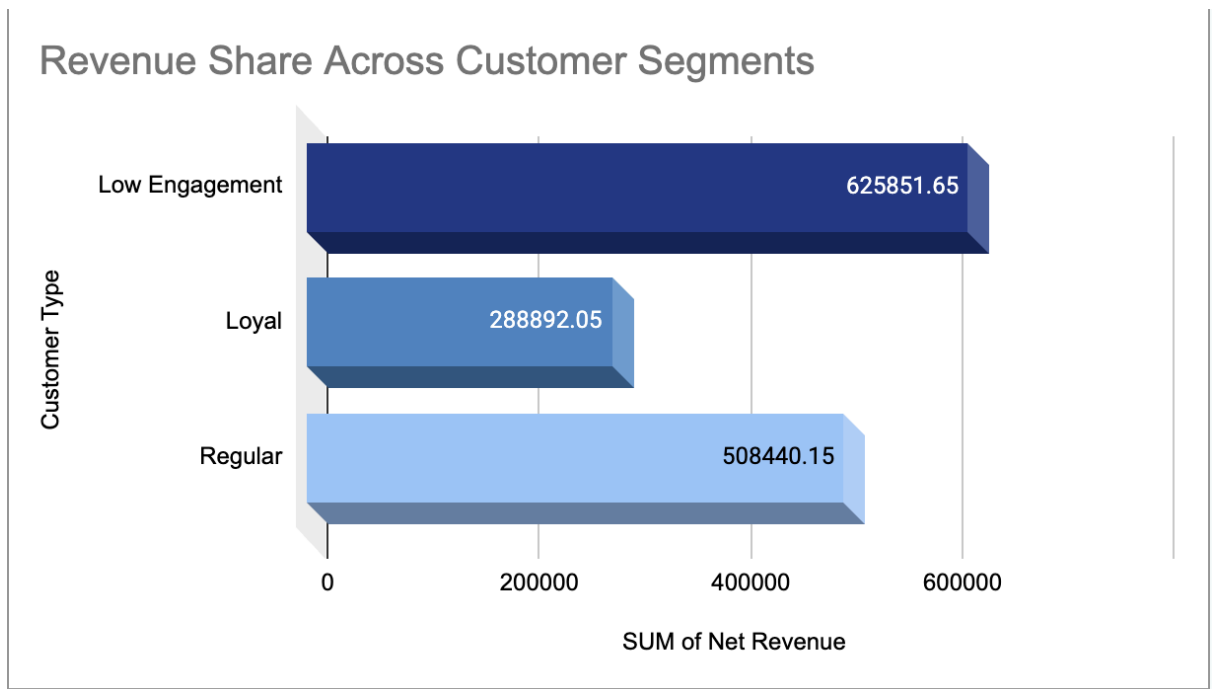 Revenue Share Across Customer Segments
Customer Type
Low Engagement
625851.65
Loyal
288892.05
Regular
508440.15
0
200000
400000
600000
SUM of Net Revenue